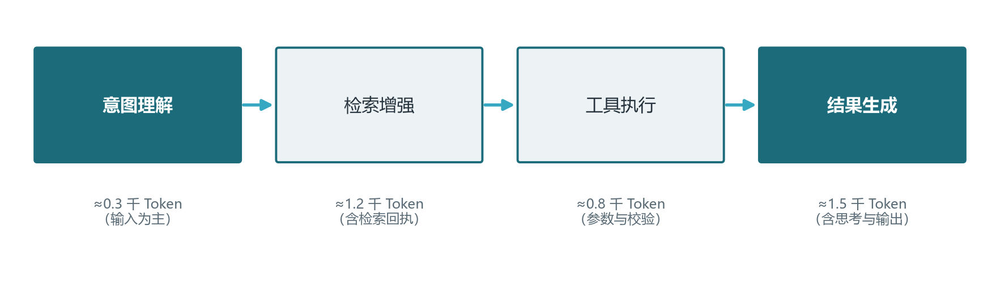 意图理解
检索增强
工具执行
结果生成
≈0.3 千 Token
（输入为主）
≈1.2 千 Token
（含检索回执）
≈0.8 千 Token
（参数与校验）
≈1.5 千 Token
（含思考与输出）